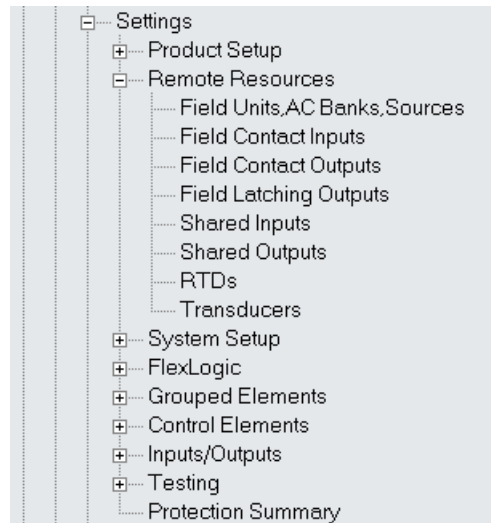 Settings
Product Setup
Remote Resources
Field Units,AC Banks,Sources
Field Contact Inputs
Field Contact Outputs
Field Latching Outputs
Shared Inputs
Shared Outputs
RTDs
Transducers
System Setup
FlexLogic
Grouped Elements
Control Elements
Inputs/Outputs
Testing
Protection Summary